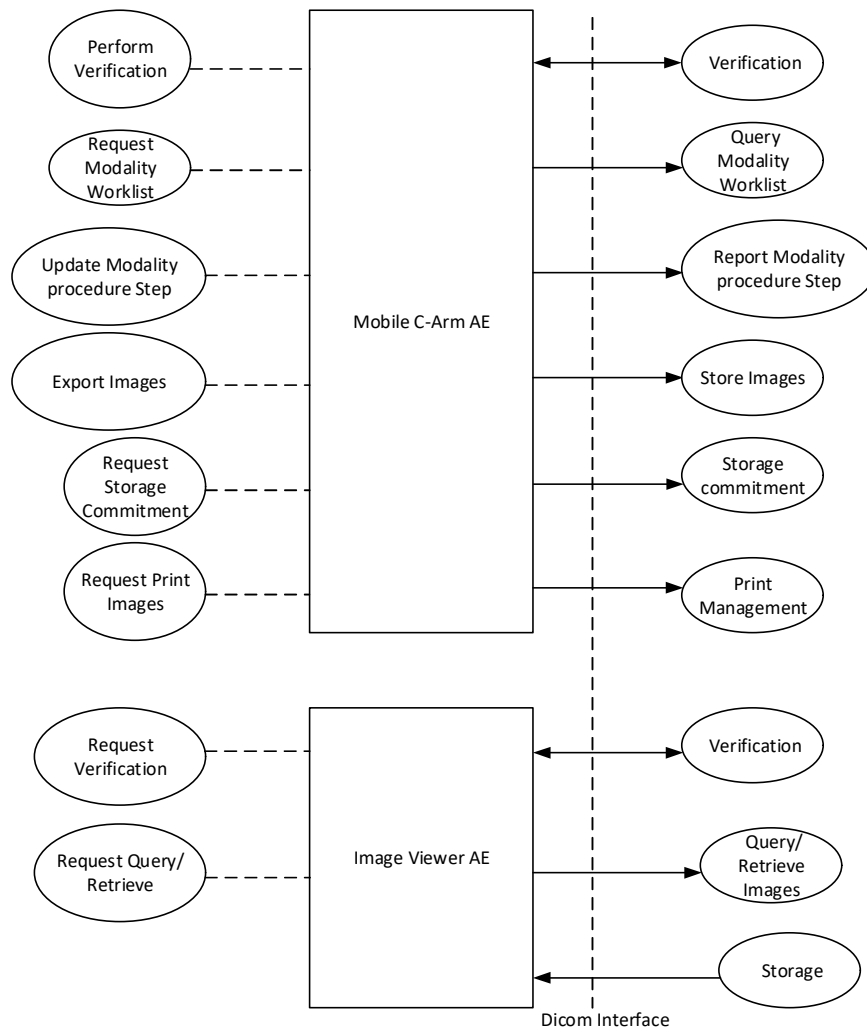 Perform
Verification
Verification
Request
Modality
Worklist
Query
Modality
Worklist
Update Modality
procedure Step
Report Modality
procedure Step
Mobile C-Arm AE
Export Images
Store Images
Request
Storage
Commitment
Storage
commitment
Request Print
Images
Print
Management
Request
Verification
Verification
Request Query/
Retrieve
Image Viewer AE
Query/
Retrieve
Images
Storage
Dicom Interface